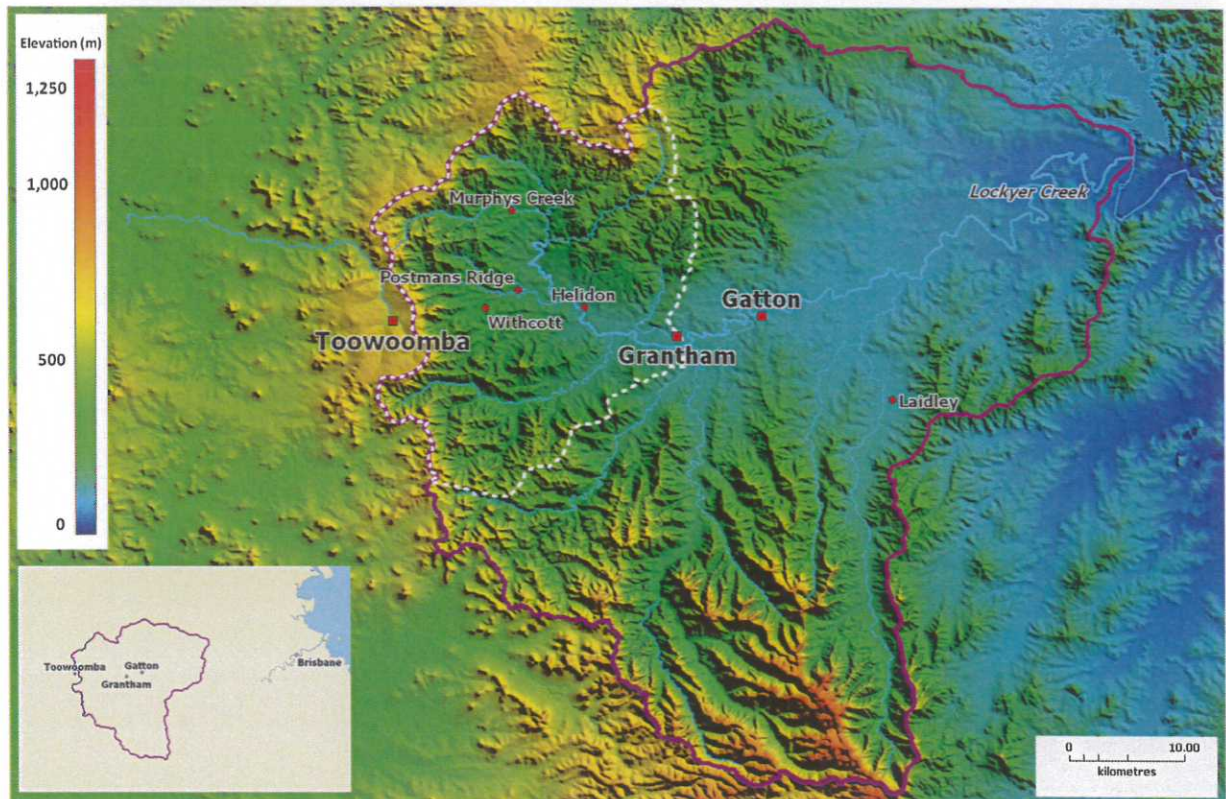 Elevation (m)
1,250
1,000
500
0
Lockyer Creek
Murphys Creek
Postmans Ridge
Helidon
Withcott
Toowoomba
Gatton
Grantham
Laidley
Toowoomba
Gatton
Grantham
Brisbane
0 10.00
kilometres